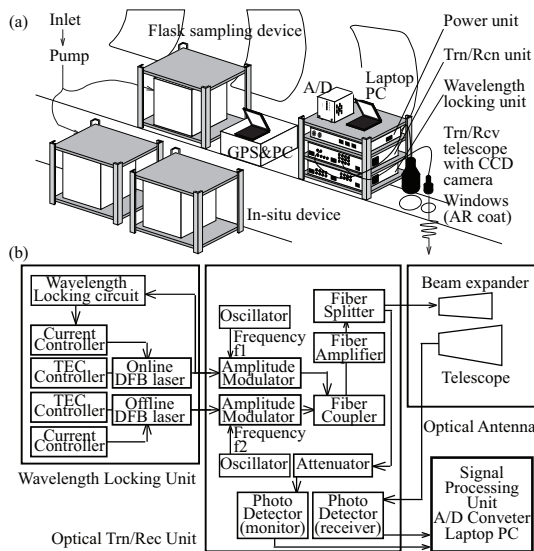 (a)
Inlet
Pump
Flask sampling device
A/D
Laptop
PC
GPS&PC
In-situ device
Power unit
Trn/Rcn unit
Wavelength
locking unit
Trn/Rcv
telescope
with CCD
camera
Windows
(AR coat)
(b)
Wavelength
Locking circuit
Current
Controller
TEC
Controller
TEC
Controller
Current
Controller
Online
DFB laser
Offline
DFB laser
Wavelength Locking Unit
Oscillator
Frequency
f1
Amplitude
Modulator
Amplitude
Modulator
Frequency
f2
Oscillator
Fiber
Splitter
Fiber
Amplifier
Fiber
Coupler
Attenuator
Photo
Detector
(monitor)
Photo
Detector
(receiver)
Optical Trn/Rec Unit
Beam expander
Telescope
Optical Antenna
Signal
Processing
Unit
A/D Conveter
Laptop PC